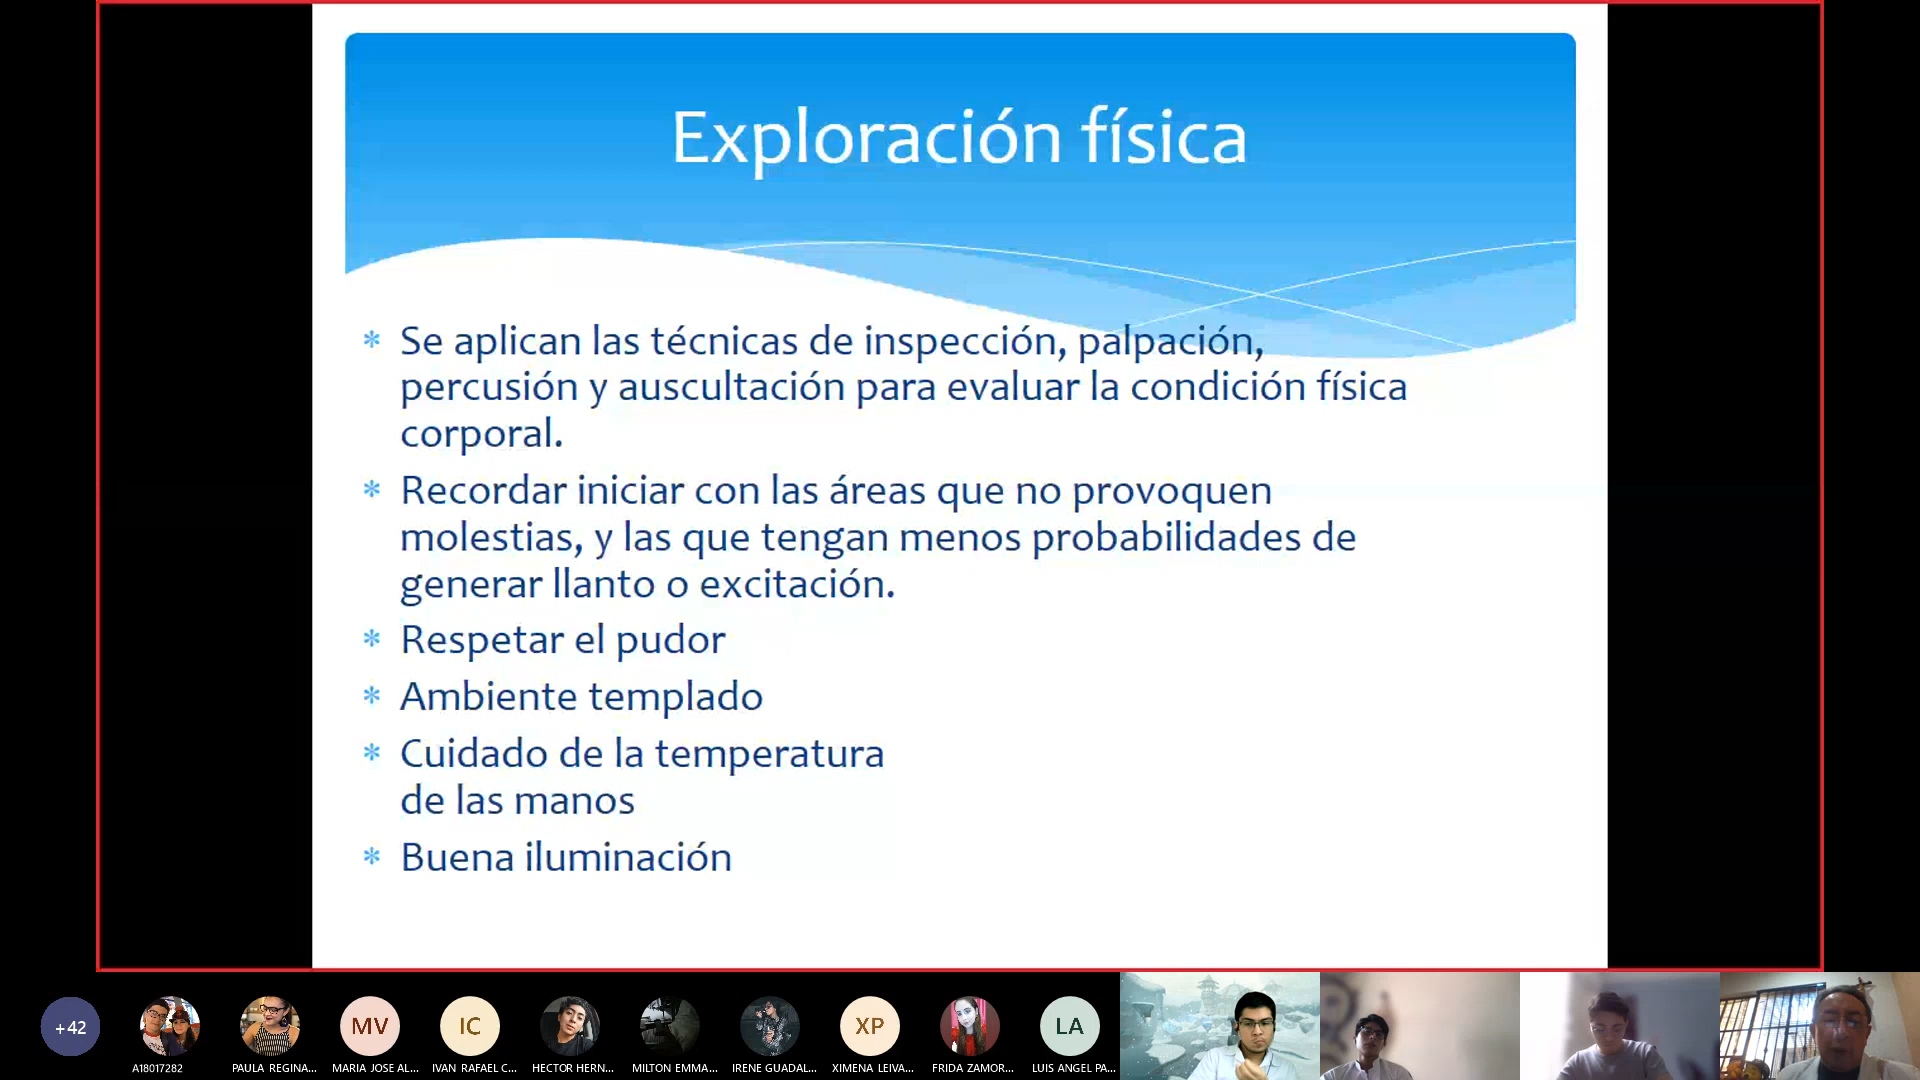 Exploración física
* Se aplican las técnicas de inspección, palpación,
percusión y auscultación para evaluar la condición física
corporal.
* Recordar iniciar con las áreas que no provoquen
molestias, y las que tengan menos probabilidades de
generar llanto o excitación.
* Respetar el pudor
* Ambiente templado
* Cuidado de la temperatura
de las manos
* Buena iluminación
+42
MV
IC
XP
LA
A18017282
PAULA REGINA...
MARIA JOSE AL...
IVAN RAFAEL C...
HECTOR HERN...
MILTON EMMA...
IRENE GUADAL...
XIMENA LEIVA...
FRIDA ZAMOR...
LUIS ANGEL PA...